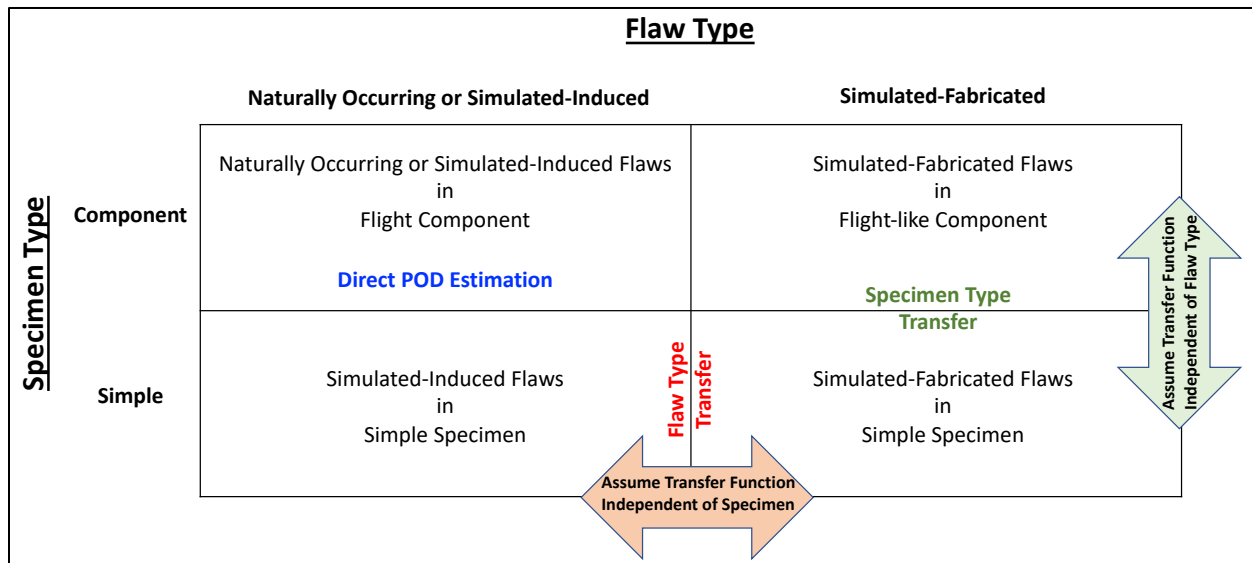 Flaw Type
Naturally Occurring or Simulated-Induced
Simulated-Fabricated
Specimen Type
Component
Naturally Occurring or Simulated-Induced Flaws
in
Flight Component
Direct POD Estimation
Simulated-Fabricated Flaws
in
Flight-like Component
Specimen Type
Transfer
Assume Transfer Function
Independent of Flaw Type
Simple
Simulated-Induced Flaws
in
Simple Specimen
Flaw Type
Transfer
Simulated-Fabricated Flaws
in
Simple Specimen
Assume Transfer Function
Independent of Specimen